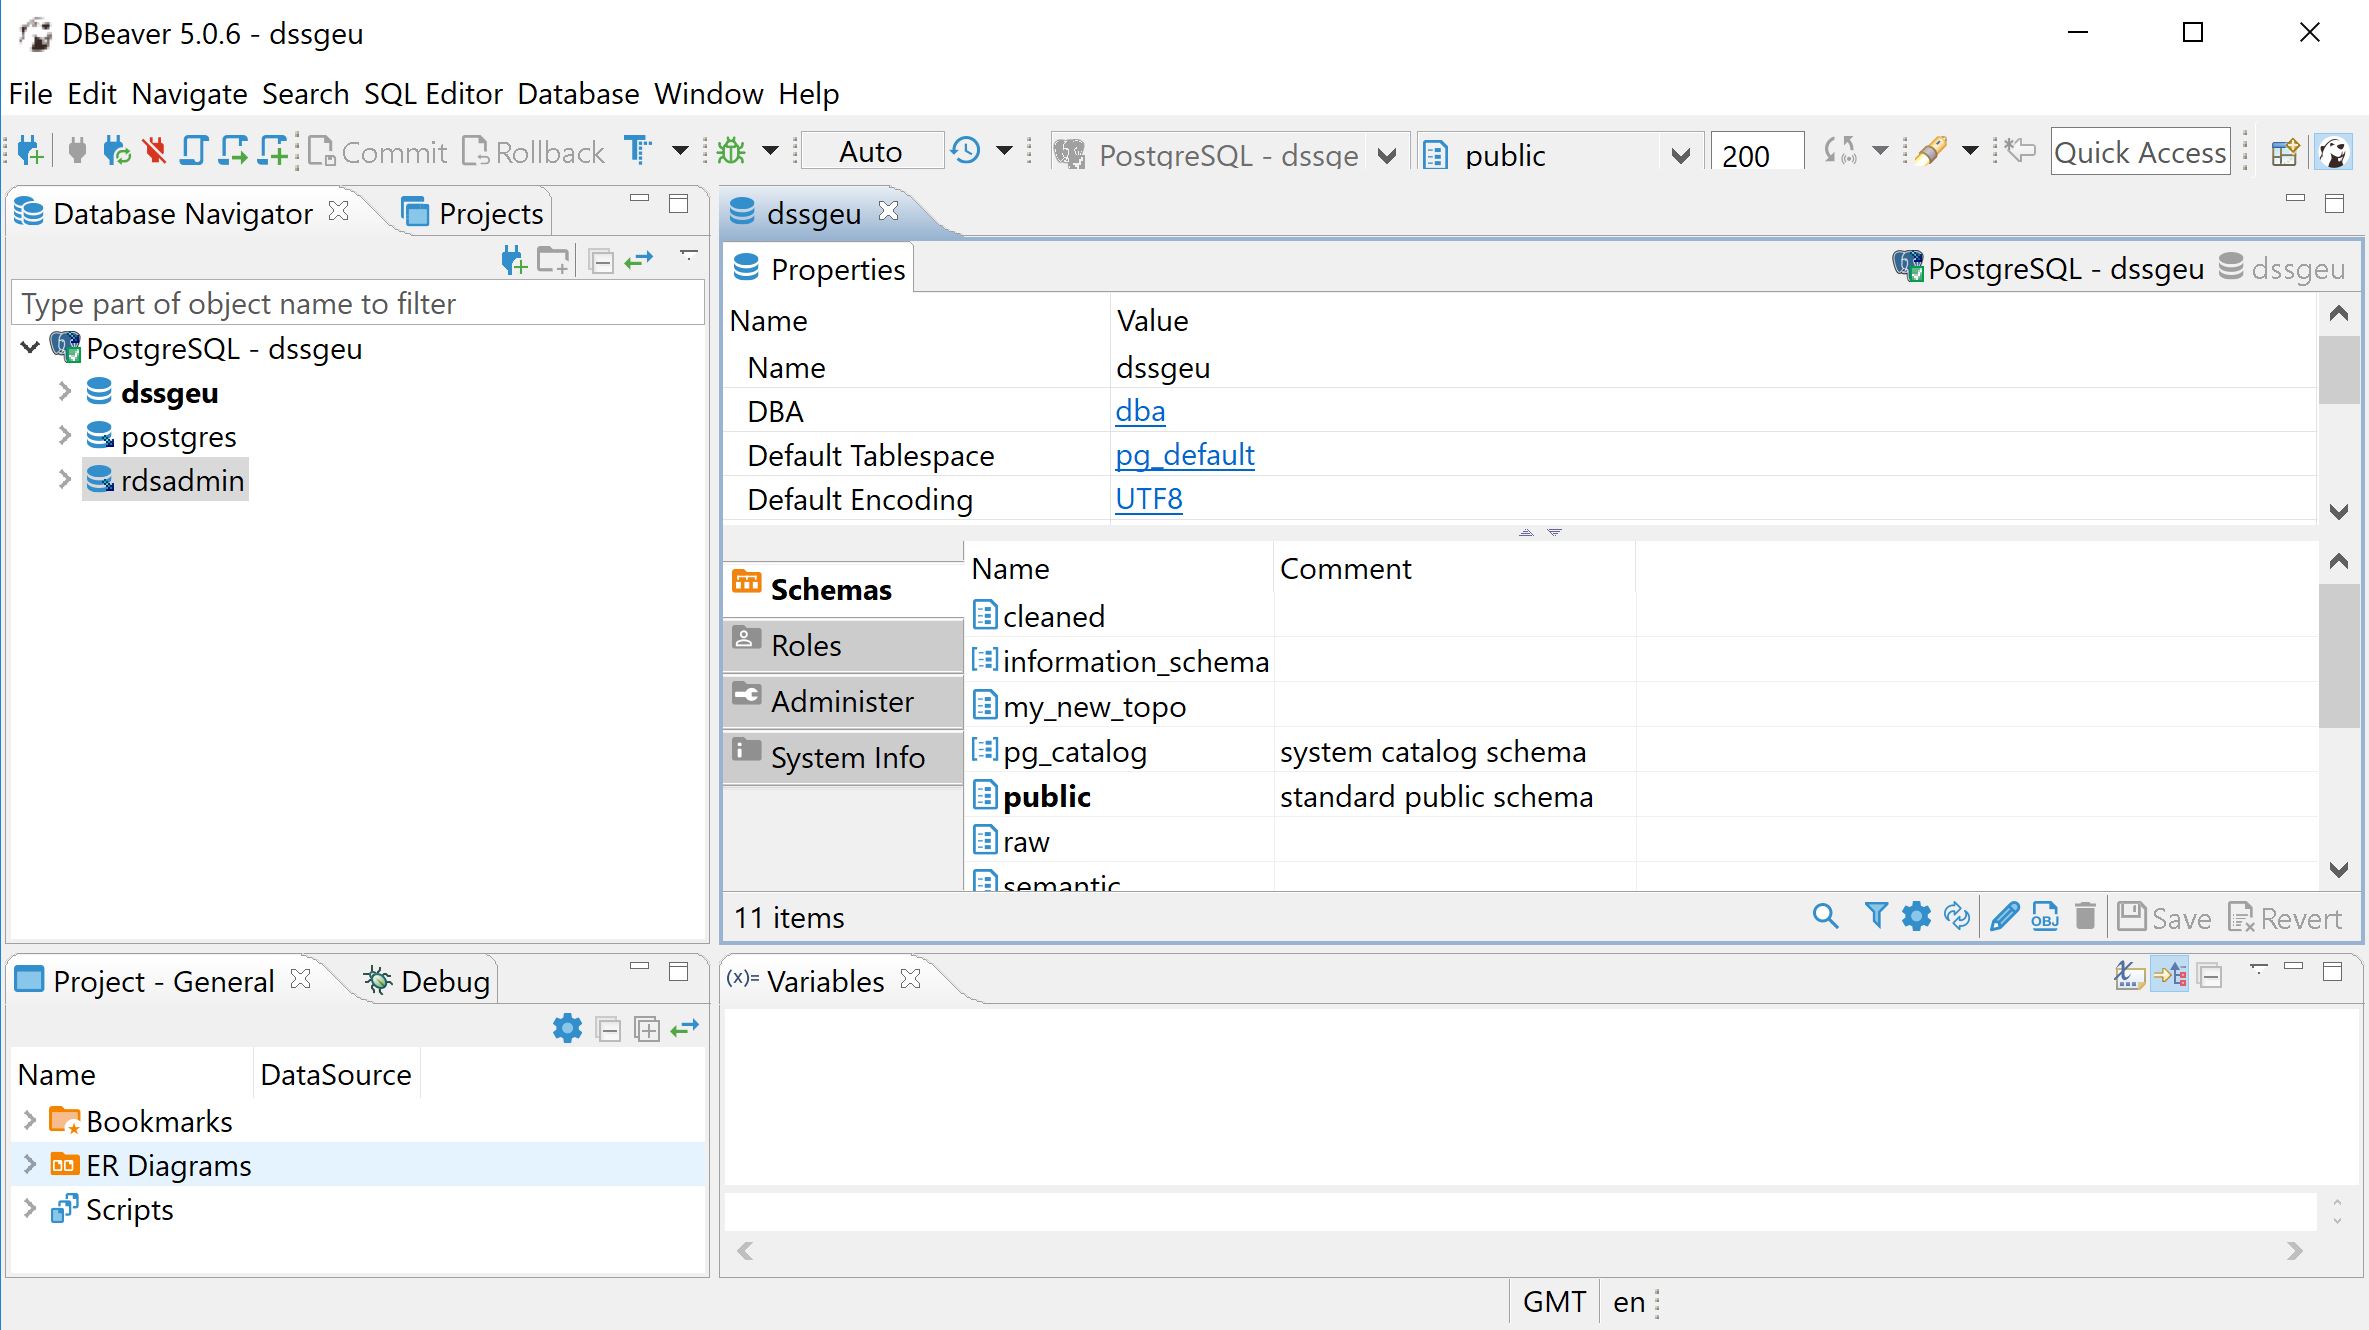 DBeaver 5.0.6 - dssgeu
File Edit Navigate Search SQL Editor Database Window Help
Commit Rollback Auto PostgreSQL - dssge public 200 Quick Access
Database Navigator Projects
Type part of object name to filter
PostgreSQL - dssgeu
dssgeu
postgres
rdsadmin
dssgeu
Properties PostgreSQL - dssgeu dssgeu
Name Value
Name dssgeu
DBA dba
Default Tablespace pg_default
Default Encoding UTF8
Schemas
Roles
Administer
System Info
Name Comment
cleaned
information_schema
my_new_topo
pg_catalog system catalog schema
public standard public schema
raw
semantic
11 items OBJ Save Revert
Project - General Debug
Name DataSource
Bookmarks
ER Diagrams
Scripts
(x)= Variables
GMT en